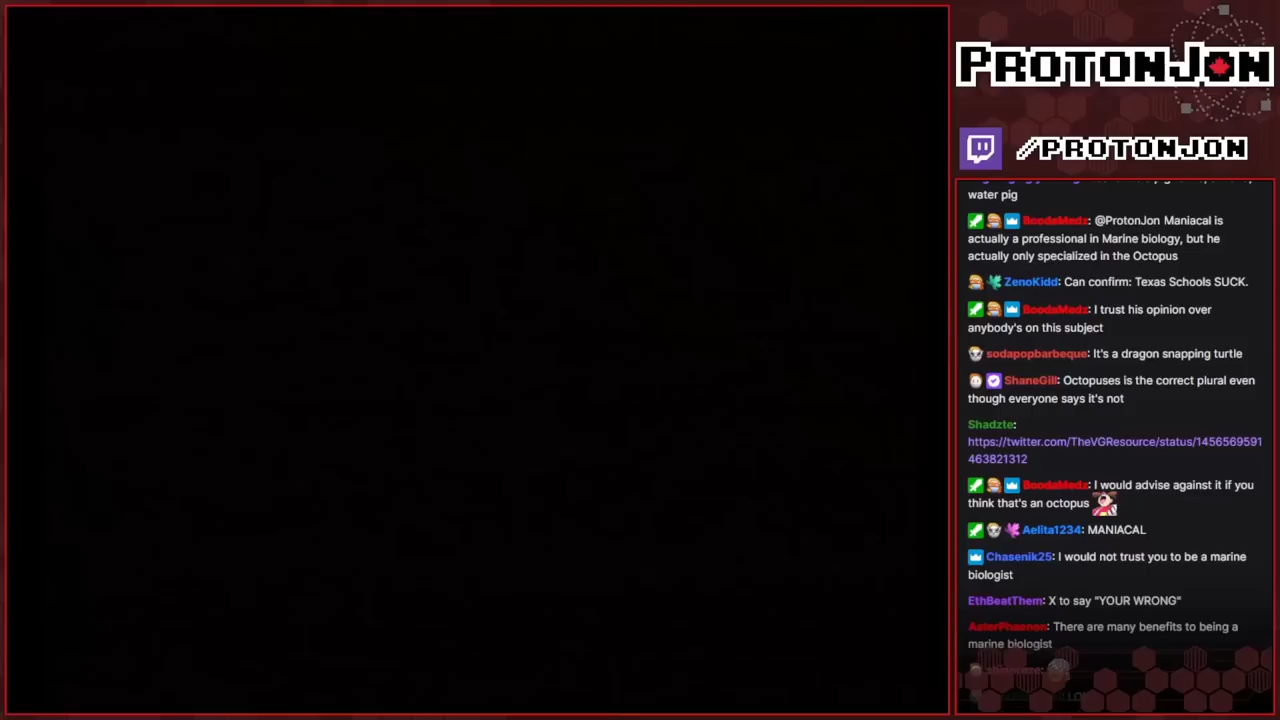 PROTONJON
/PROTONJON
water pig
BoodaMedz: @ProtonJon Maniacal is
actually a professional in Marine biology, but he
actually only specialized in the Octopus
ZenoKidd: Can confirm: Texas Schools SUCK.
BoodaMedz: I trust his opinion over
anybody's on this subject
sodapopbarbeque: It's a dragon snapping turtle
ShaneGill: Octopuses is the correct plural even
though everyone says it's not
Shadzte:
https://twitter.com/TheVGResource/status/1456569591
463821312
BoodaMedz: I would advise against it if you
think that's an octopus
Aelita1234: MANIACAL
Chasenik25: I would not trust you to be a marine
biologist
EthBeatThem: X to say "YOUR WRONG"
AsterPhaenon: There are many benefits to being a
marine biologist